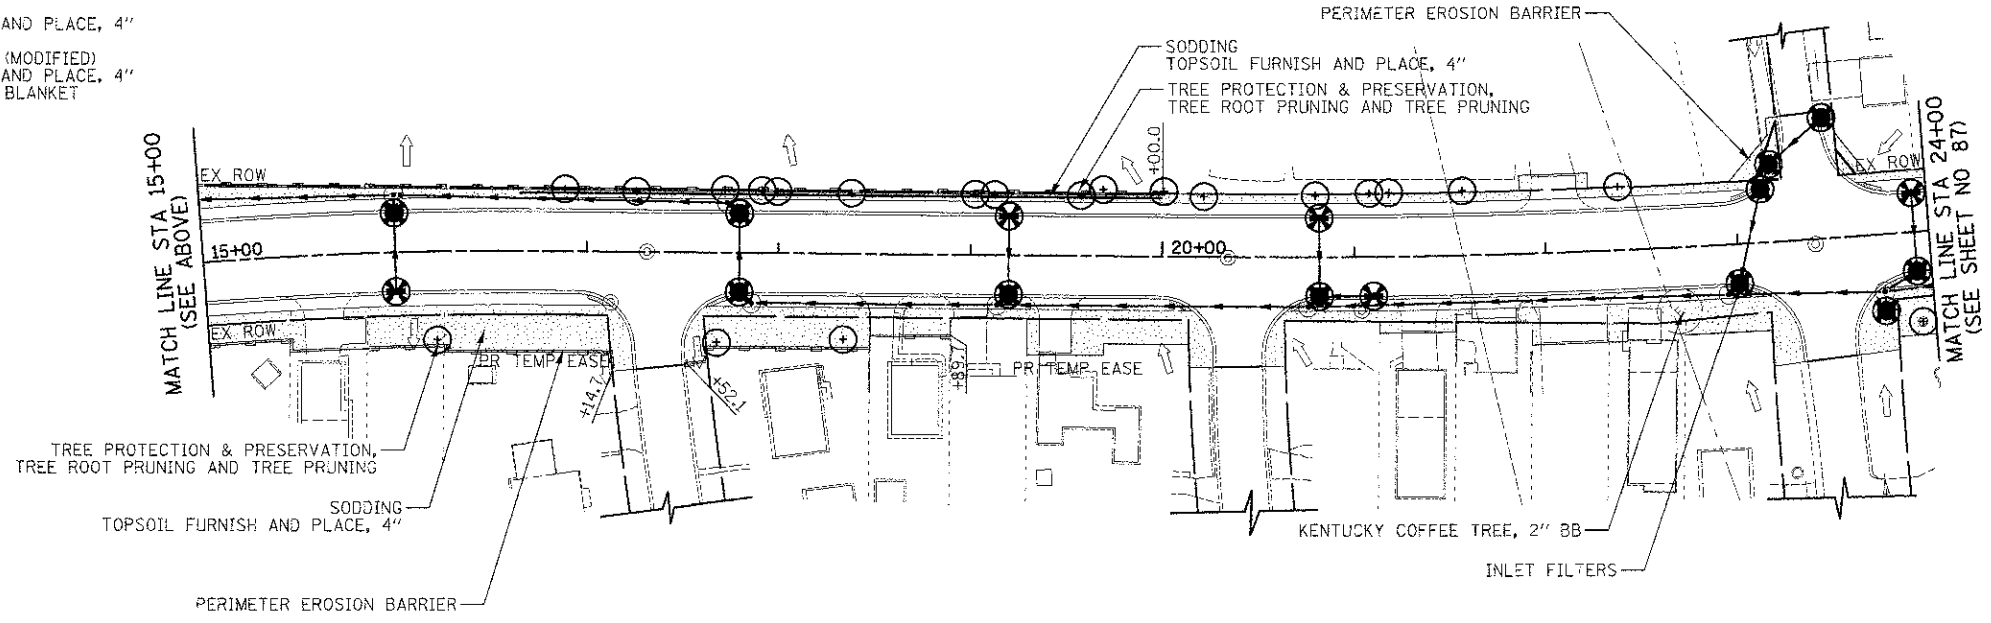 AND PLACE, 4"
(MODIFIED)
AND PLACE, 4"
BLANKET
PERIMETER EROSION BARRIER
SODDING
TOPSOIL FURNISH AND PLACE, 4"
TREE PROTECTION & PRESERVATION,
TREE ROOT PRUNING AND TREE PRUNING
+00.0
MATCH LINE STA 15+00
(SEE ABOVE)
EX ROW
EX ROW
MATCH LINE STA 24+00
(SEE SHEET NO 87)
15+00
20+00
EX ROW
PR TEMP EASE
+14.7
+52.1
+89.1
PR TEMP EASE
TREE PROTECTION & PRESERVATION,
TREE ROOT PRUNING AND TREE PRUNING
SODDING
TOPSOIL FURNISH AND PLACE, 4"
KENTUCKY COFFEE TREE, 2" BB
INLET FILTERS
PERIMETER EROSION BARRIER